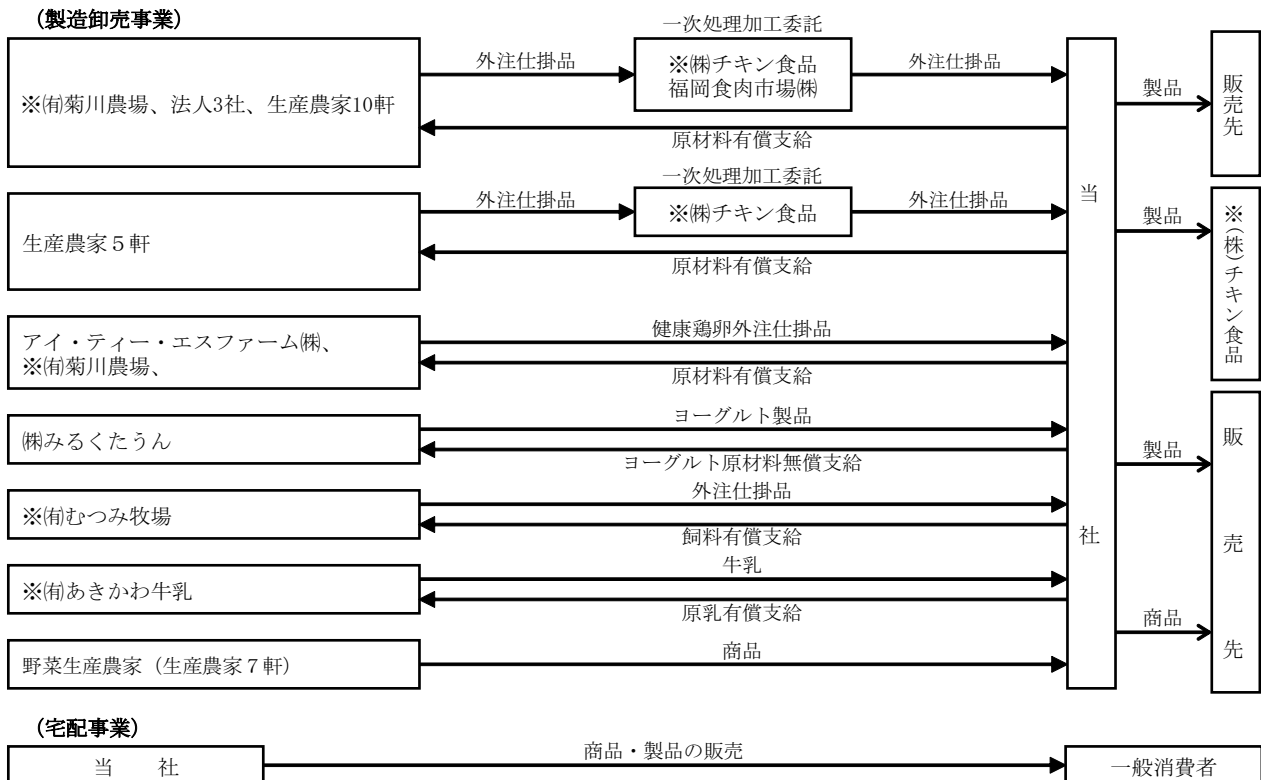 (製造卸売事業)
※㈲菊川農場、法人3社、生産農家10軒
外注仕掛品
一次処理加工委託
※㈱チキン食品
福岡食肉市場㈱
外注仕掛品
原材料有償支給
製品
販売先
生産農家５軒
外注仕掛品
一次処理加工委託
※㈱チキン食品
外注仕掛品
原材料有償支給
製品
※(株)チキン食品
アイ・ティー・エスファーム㈱、
※㈲菊川農場、
健康鶏卵外注仕掛品
原材料有償支給
㈱みるくたうん
ヨーグルト製品
ヨーグルト原材料無償支給
※㈲むつみ牧場
外注仕掛品
飼料有償支給
※㈲あきかわ牛乳
牛乳
原乳有償支給
野菜生産農家（生産農家７軒）
商品
当社
製品
商品
販売先
(宅配事業)
当　社
商品・製品の販売
一般消費者